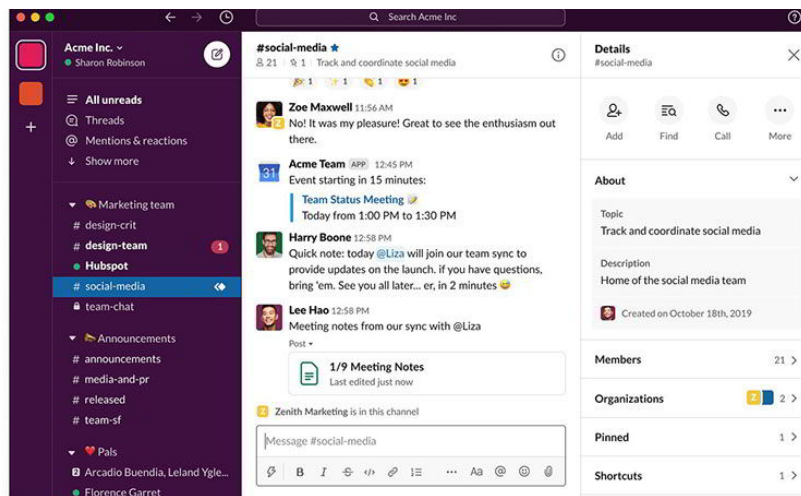 Search Acme Inc
Acme Inc.
Sharon Robinson
All unreads
Threads
@ Mentions & reactions
Show more
Marketing team
# design-crit
# design-team 1
Hubspot
# social-media
team-chat
Announcements
# announcements
# media-and-pr
# released
# team-sf
Pals
2 Arcadio Buendia, Leland Ygle...
Florence Garret
#social-media
21 | 1 | Track and coordinate social media
1 1 1 1
Zoe Maxwell 11:56 AM
No! It was my pleasure! Great to see the enthusiasm out
there.
Z
31
Acme Team APP 12:45 PM
Event starting in 15 minutes:
Team Status Meeting
Today from 1:00 PM to 1:30 PM
Harry Boone 12:58 PM
Quick note: today @Liza will join our team sync to
provide updates on the launch. if you have questions,
bring 'em. See you all later... er, in 2 minutes
Lee Hao 12:58 PM
Meeting notes from our sync with @Liza
Post
1/9 Meeting Notes
Last edited just now
Z Zenith Marketing is in this channel
Message #social-media
B I S </> ... Aa @
Details
#social-media
Add Find Call More
About
Topic
Track and coordinate social media
Description
Home of the social media team
Created on October 18th, 2019
Members 21
Organizations Z 2
Pinned 1
Shortcuts 1